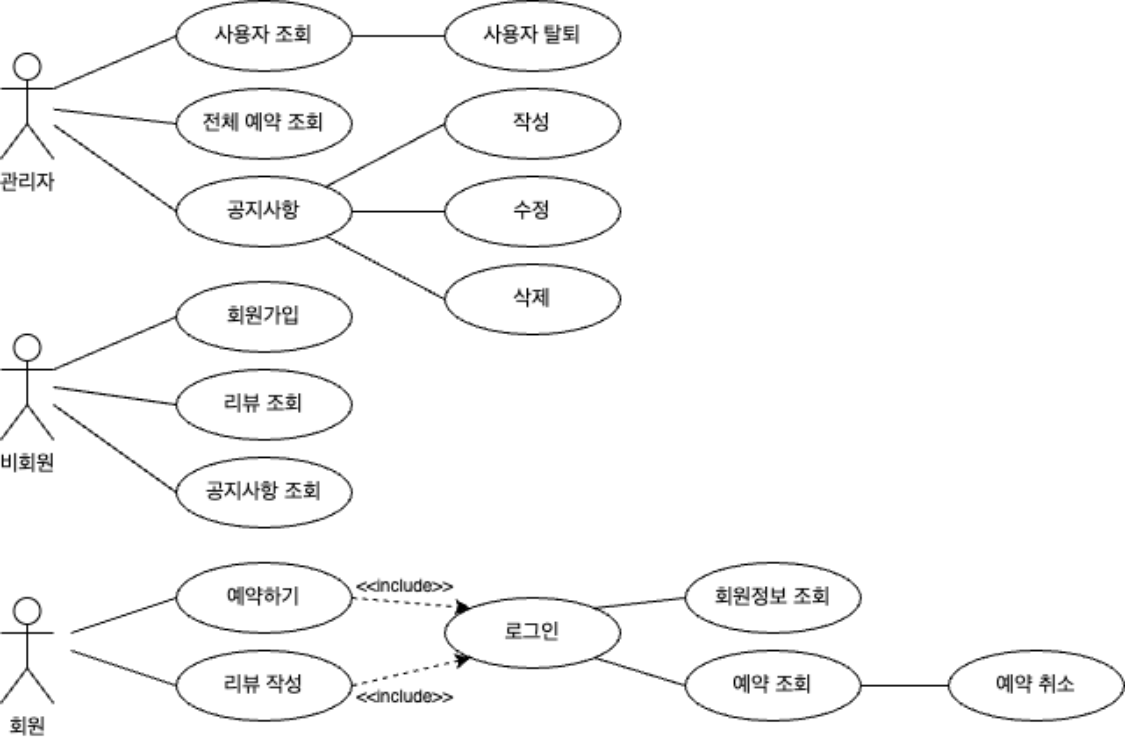 사용자 조회
사용자 탈퇴
전체 예약 조회
작성
관리자
공지사항
수정
삭제
회원가입
리뷰 조회
비회원
공지사항 조회
예약하기
<<include>>
회원정보 조회
로그인
리뷰 작성
<<include>>
예약 조회
예약 취소
회원